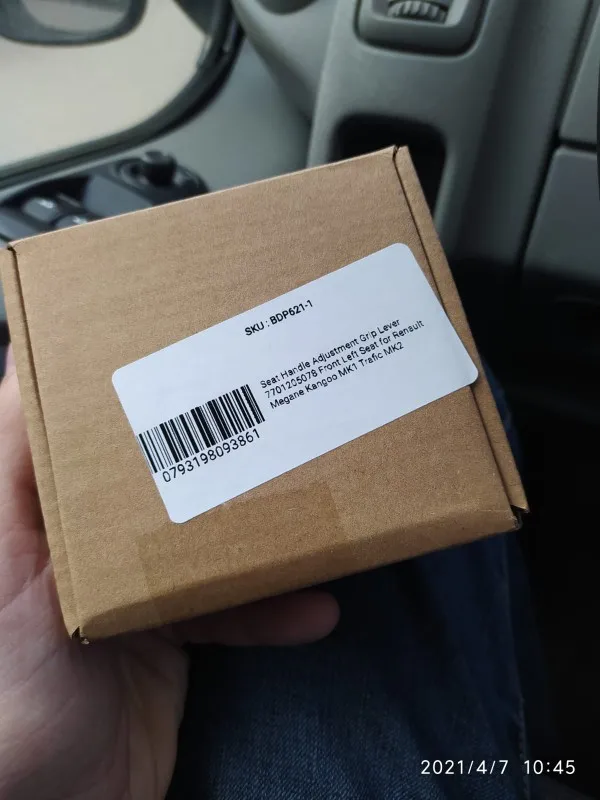 SKU : BDP621-1
Seat Handle Adjustment Grip Lever
7701205078 Front Left Seat for Renault
Megane Kangoo MK1 Trafic MK2
0793198093861
2021/4/7 10:45